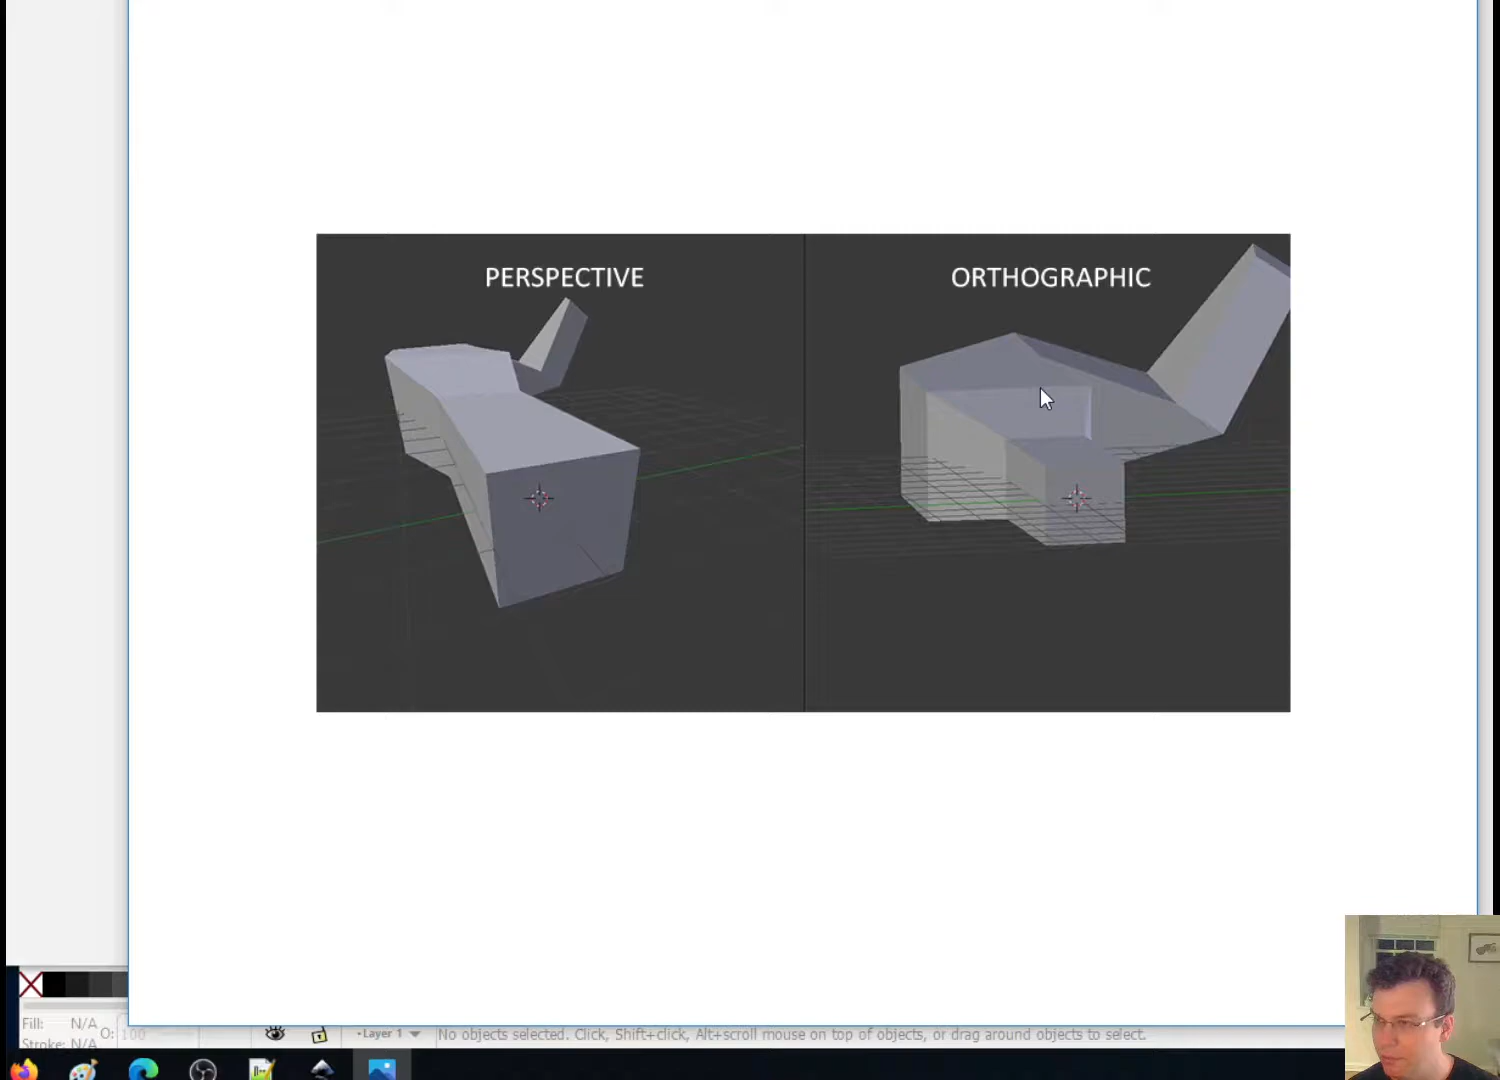 PERSPECTIVE
ORTHOGRAPHIC
Fill: N/A
O: 100
Stroke: N/A
•Layer 1
No objects selected. Click, Shift+click, Alt+scroll mouse on top of objects, or drag around objects to select.